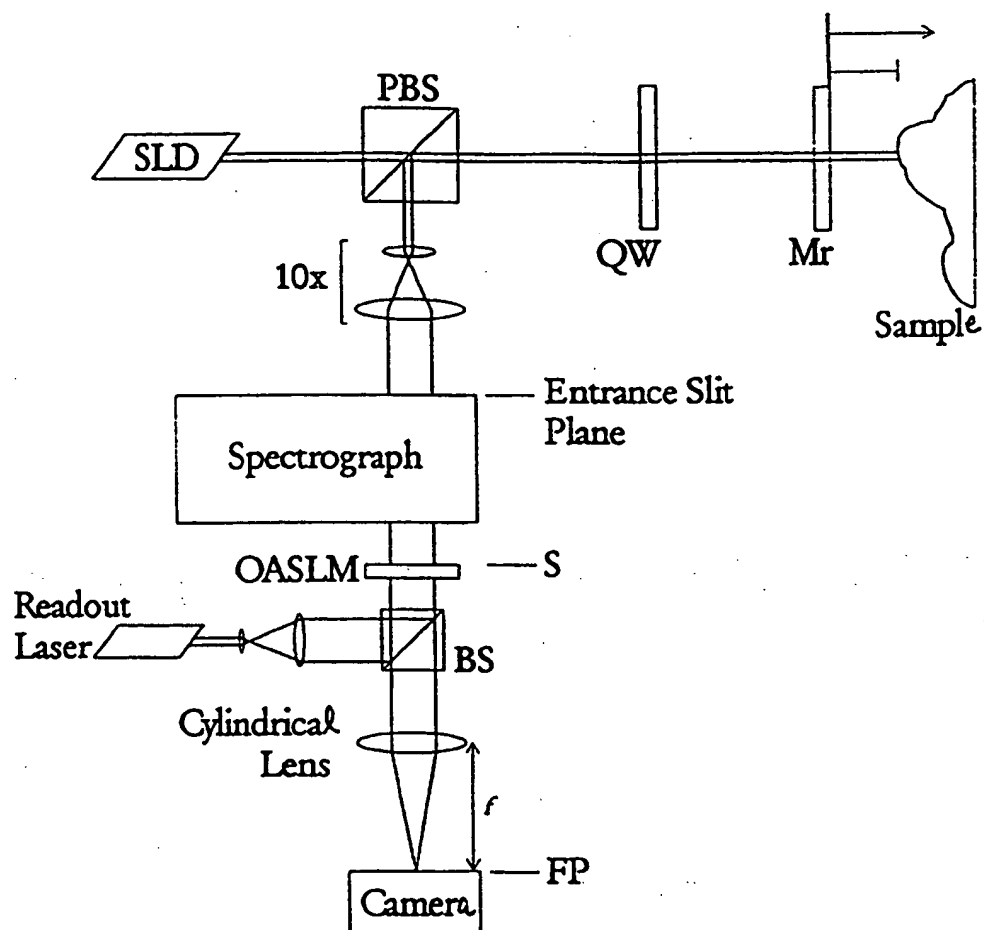 PBS
SLD
QW
Mr
10x
Sample
Entrance Slit
Plane
Spectrograph
OASLM
S
Readout
Laser
BS
Cylindrical
Lens
f
FP
Camera